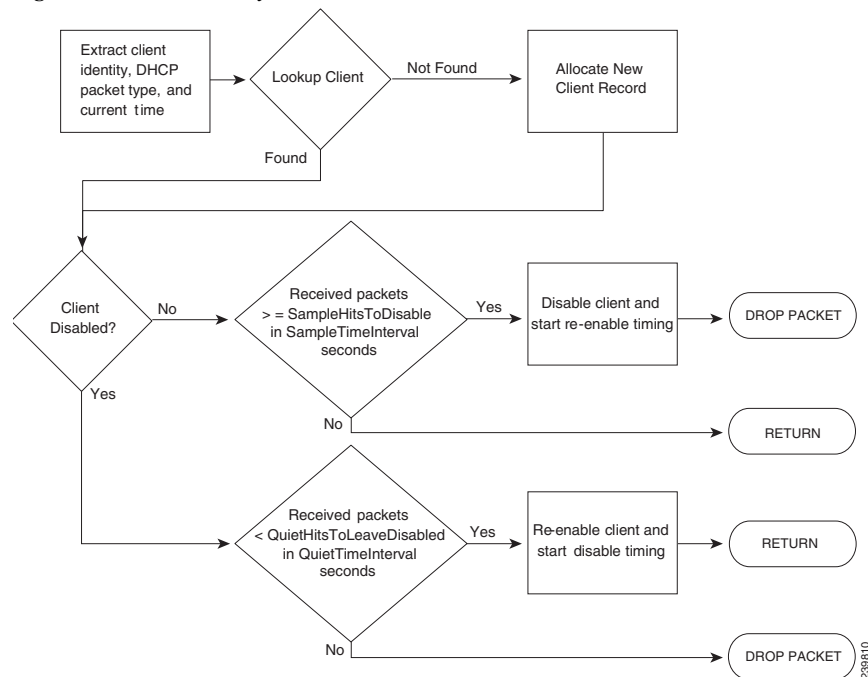 Extract client
identity, DHCP
packet type, and
current time
Lookup Client
Not Found
Allocate New
Client Record
Found
Client
Disabled?
No
Received packets
> = SampleHitsToDisable
in SampleTimeInterval
seconds
Yes
Disable client and
start re-enable timing
DROP PACKET
Yes
No
RETURN
Received packets
< QuietHitsToLeaveDisabled
in QuietTimeInterval
seconds
Yes
Re-enable client and
start disable timing
RETURN
No
DROP PACKET
239810